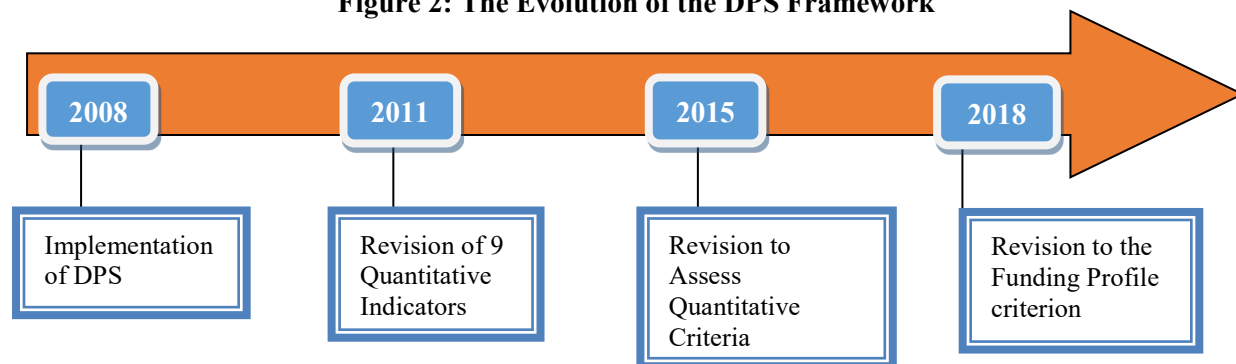 Figure 2: The Evolution of the DPS Framework
2008
2011
2015
2018
Implementation
of DPS
Revision of 9
Quantitative
Indicators
Revision to
Assess
Quantitative
Criteria
Revision to the
Funding Profile
criterion